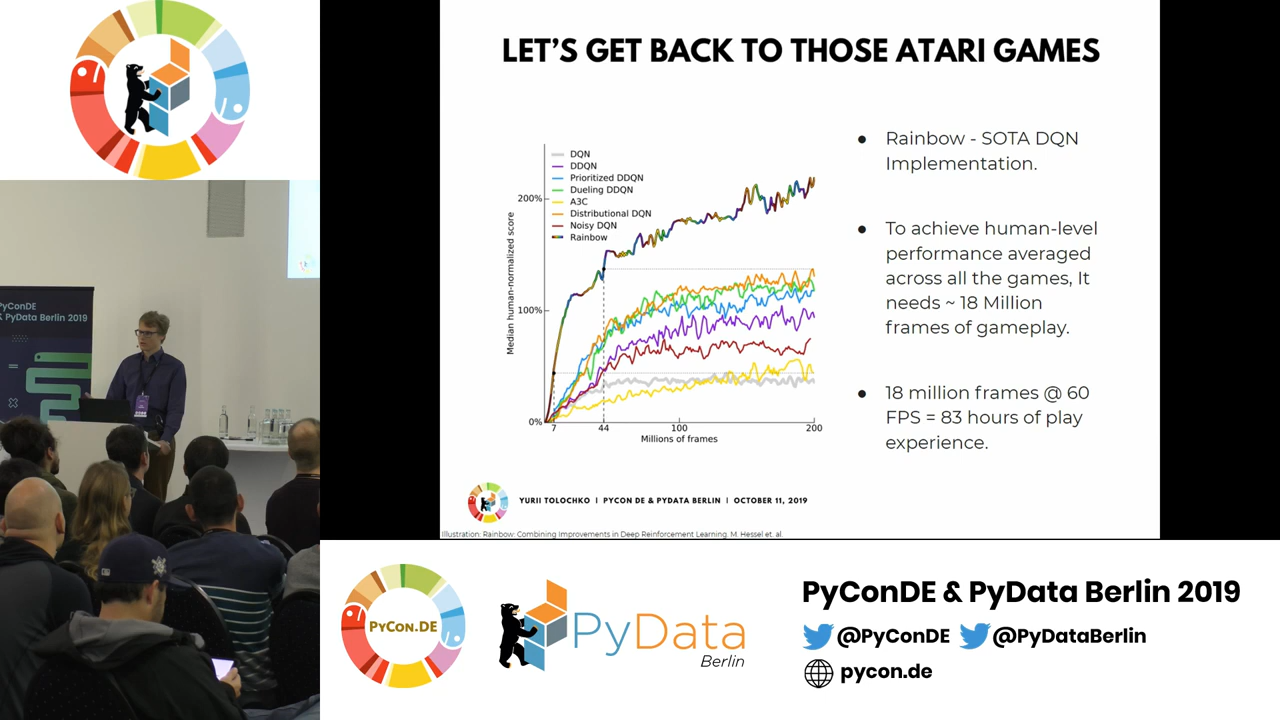 LET'S GET BACK TO THOSE ATARI GAMES
DQN
DDQN
Prioritized DDQN
Dueling DDQN
A3C
Distributional DQN
Noisy DQN
Rainbow
200%
100%
0%
Median human-normalized score
7 44 100 200
Millions of frames
● Rainbow - SOTA DQN
Implementation.
● To achieve human-level
performance averaged
across all the games, It
needs ~ 18 Million
frames of gameplay.
● 18 million frames @ 60
FPS = 83 hours of play
experience.
YURII TOLOCHKO | PYCON DE & PYDATA BERLIN | OCTOBER 11, 2019
Illustration: Rainbow: Combining Improvements in Deep Reinforcement Learning. M. Hessel et. al.
PyConDE
& PyData Berlin 2019
PYCON.DE
PyData
Berlin
PyConDE & PyData Berlin 2019
@PyConDE @PyDataBerlin
pycon.de